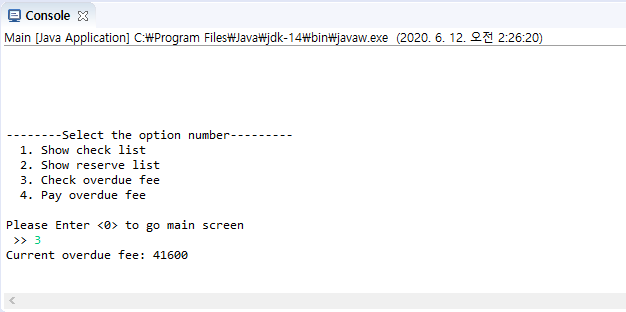 Console
Main [Java Application] C:₩Program Files₩Java₩jdk-14₩bin₩javaw.exe (2020. 6. 12. 오전 2:26:20)
--------Select the option number---------
1. Show check list
2. Show reserve list
3. Check overdue fee
4. Pay overdue fee
Please Enter <0> to go main screen
>> 3
Current overdue fee: 41600